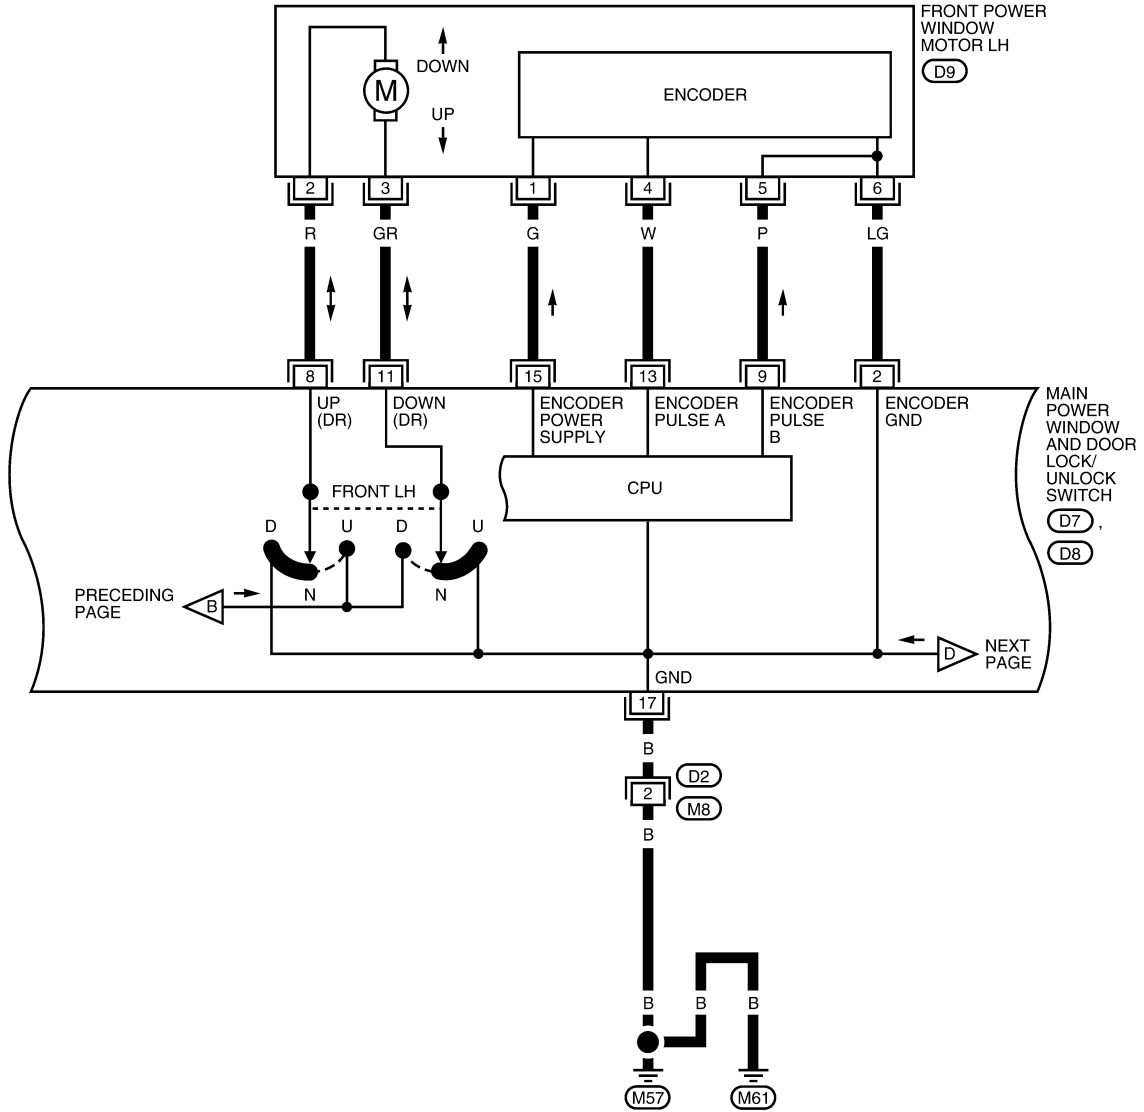 FRONT POWER
WINDOW
MOTOR LH
D9
DOWN
M
ENCODER
UP
2 3 1 4 5 6
R GR G W P LG
8 11 15 13 9 2
UP
(DR)
DOWN
(DR)
ENCODER
POWER
SUPPLY
ENCODER
PULSE A
ENCODER
PULSE
B
ENCODER
GND
MAIN
POWER
WINDOW
AND DOOR
LOCK/
UNLOCK
SWITCH
D7 ,
D8
FRONT LH
CPU
D U D U
N N
PRECEDING
PAGE
B
D
NEXT
PAGE
GND
17
B
2
D2
M8
B
B B B
M57 M61